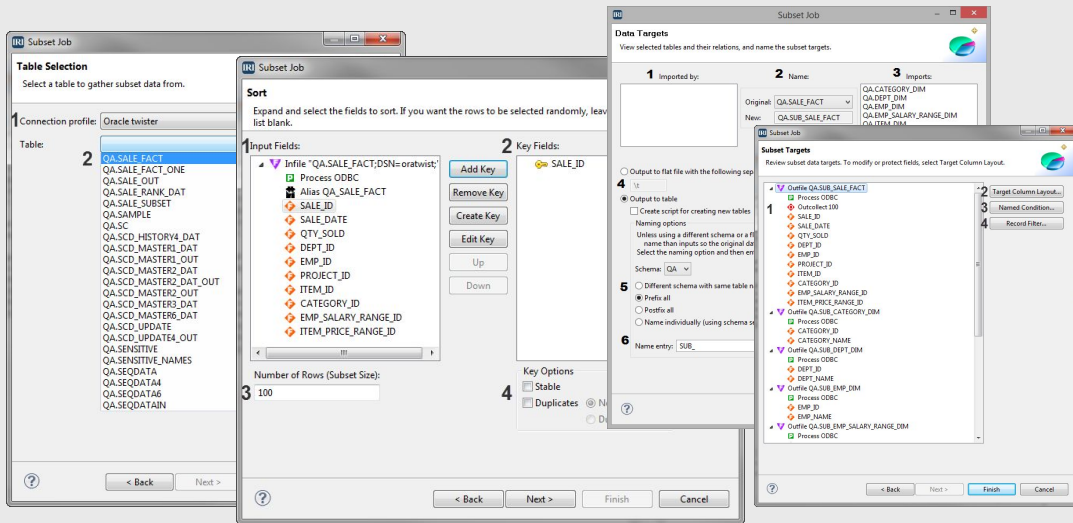 IRI Subset Job
Table Selection
Select a table to gather subset data from.
1 Connection profile: Oracle twister
Table:
2
QA.SALE_FACT
QA.SALE_FACT_ONE
QA.SALE_OUT
QA.SALE_RANK_DAT
QA.SALE_SUBSET
QA.SAMPLE
QA.SC
QA.SCD_HISTORY4_DAT
QA.SCD_MASTER1_DAT
QA.SCD_MASTER1_OUT
QA.SCD_MASTER2_DAT
QA.SCD_MASTER2_DAT_OUT
QA.SCD_MASTER2_OUT
QA.SCD_MASTER3_DAT
QA.SCD_MASTER6_DAT
QA.SCD_UPDATE
QA.SCD_UPDATE4_OUT
QA.SENSITIVE
QA.SENSITIVE_NAMES
QA.SEQDATA
QA.SEQDATA4
QA.SEQDATA6
QA.SEQDATAIN
< Back Next >
IRI Subset Job
Sort
Expand and select the fields to sort. If you want the rows to be selected randomly, leav
list blank.
1 Input Fields:
Infile "QA.SALE_FACT;DSN=oratwist;"
Process ODBC
Alias QA_SALE_FACT
SALE_ID
SALE_DATE
QTY_SOLD
DEPT_ID
EMP_ID
PROJECT_ID
ITEM_ID
CATEGORY_ID
EMP_SALARY_RANGE_ID
ITEM_PRICE_RANGE_ID
Add Key
Remove Key
Create Key
Edit Key
Up
Down
2 Key Fields:
SALE_ID
Number of Rows (Subset Size):
3 100
Key Options
4 Stable
Duplicates
< Back Next > Finish Cancel
IRI Subset Job
Data Targets
View selected tables and their relations, and name the subset targets.
1 Imported by: 2 Name: 3 Imports:
Original: QA.SALE_FACT
New: QA.SUB_SALE_FACT
QA.CATEGORY_DIM
QA.DEPT_DIM
QA.EMP_DIM
QA.EMP_SALARY_RANGE_DIM
QA.ITEM_DIM
Output to flat file with the following sep
4 \t
Output to table
Create script for creating new tables
Naming options
Unless using a different schema or a fl
name than inputs so the original da
Select the naming option and then en
Schema: QA
5 Different schema with same table n
Prefix all
Postfix all
Name individually (using schema se
6 Name entry: SUB_
IRI Subset Job
Subset Targets
Review subset data targets. To modify or protect fields, select Target Column Layout.
1
Outfile QA.SUB_SALE_FACT
Process ODBC
Outcollect 100
SALE_ID
SALE_DATE
QTY_SOLD
DEPT_ID
EMP_ID
PROJECT_ID
ITEM_ID
CATEGORY_ID
EMP_SALARY_RANGE_ID
ITEM_PRICE_RANGE_ID
Outfile QA.SUB_CATEGORY_DIM
Process ODBC
CATEGORY_ID
CATEGORY_NAME
Outfile QA.SUB_DEPT_DIM
Process ODBC
DEPT_ID
DEPT_NAME
Outfile QA.SUB_EMP_DIM
Process ODBC
EMP_ID
EMP_NAME
Outfile QA.SUB_EMP_SALARY_RANGE_DIM
Process ODBC
2 Target Column Layout...
3 Named Condition...
4 Record Filter...
< Back Next > Finish Cancel